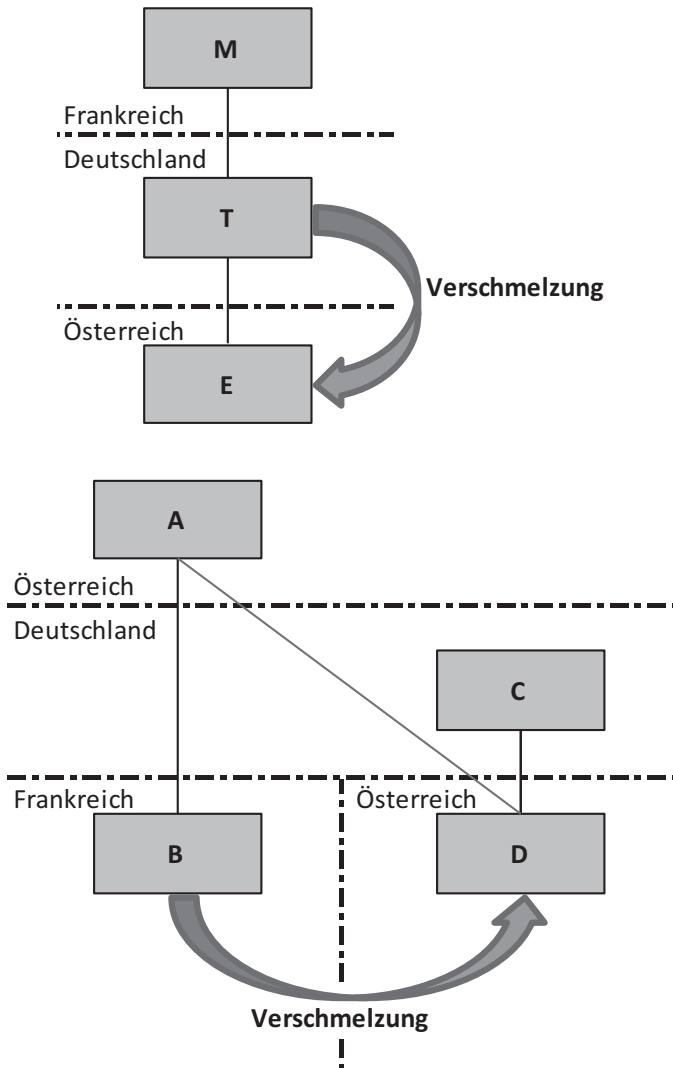 M
Frankreich
Deutschland
T
Verschmelzung
Österreich
E
A
Österreich
Deutschland
C
Frankreich
Österreich
B
D
Verschmelzung